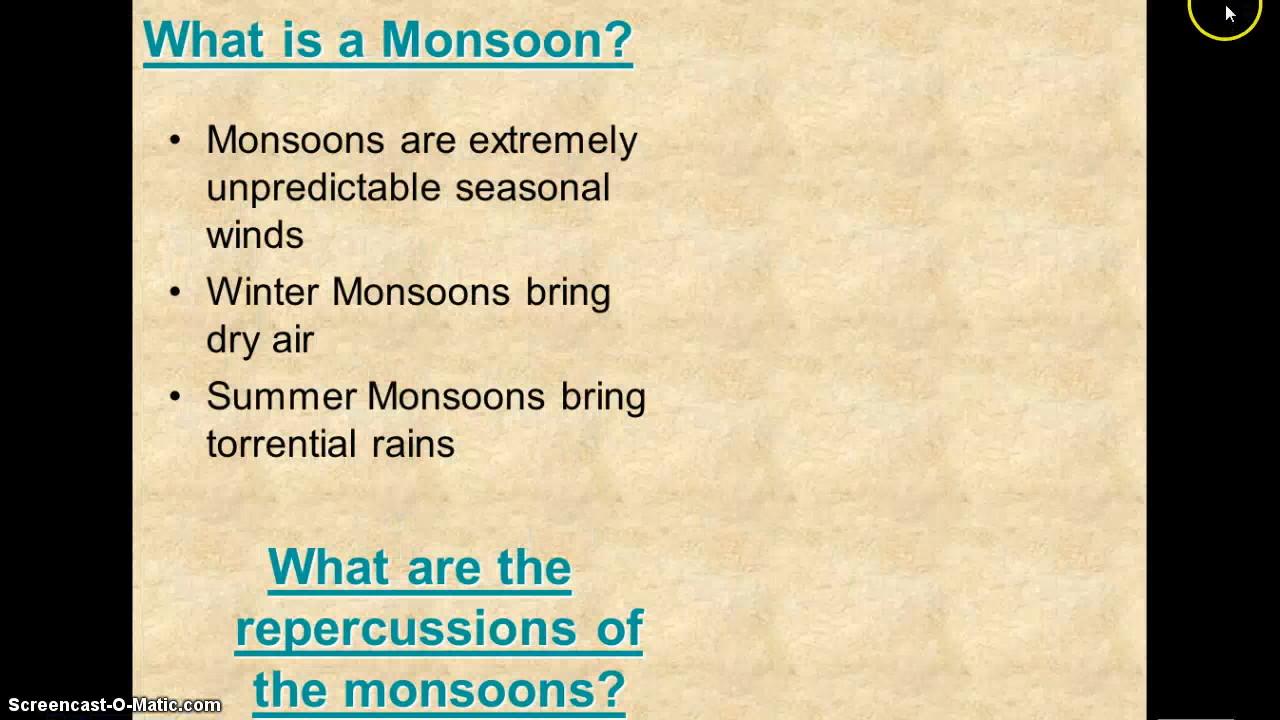 What is a Monsoon?
• Monsoons are extremely
unpredictable seasonal
winds
• Winter Monsoons bring
dry air
• Summer Monsoons bring
torrential rains
What are the
repercussions of
the monsoons?
Screencast-O-Matic.com